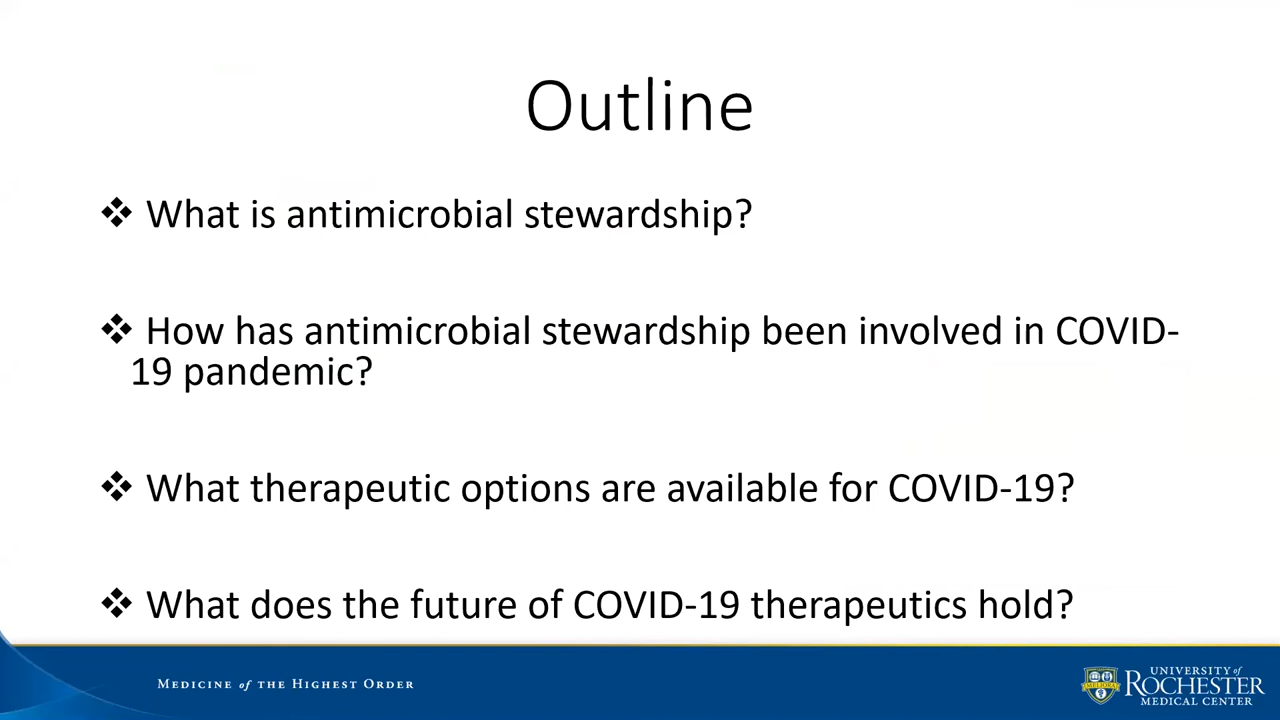 Outline
❖ What is antimicrobial stewardship?
❖ How has antimicrobial stewardship been involved in COVID-
19 pandemic?
❖ What therapeutic options are available for COVID-19?
❖ What does the future of COVID-19 therapeutics hold?
MEDICINE of THE HIGHEST ORDER
MELIORA
UNIVERSITY of
ROCHESTER
MEDICAL CENTER